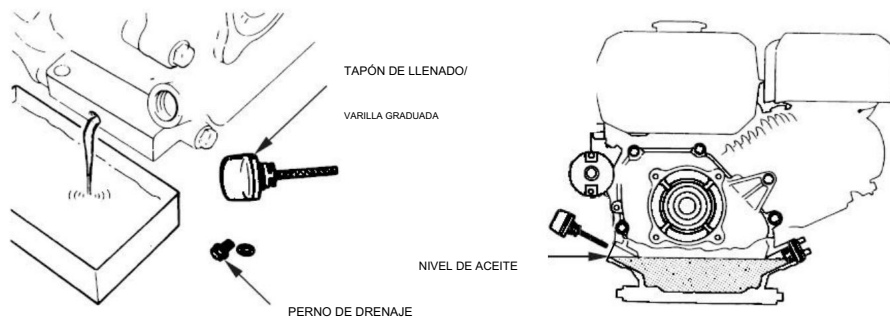 TAPÓN DE LLENADO/
VARILLA GRADUADA
NIVEL DE ACEITE
PERNO DE DRENAJE